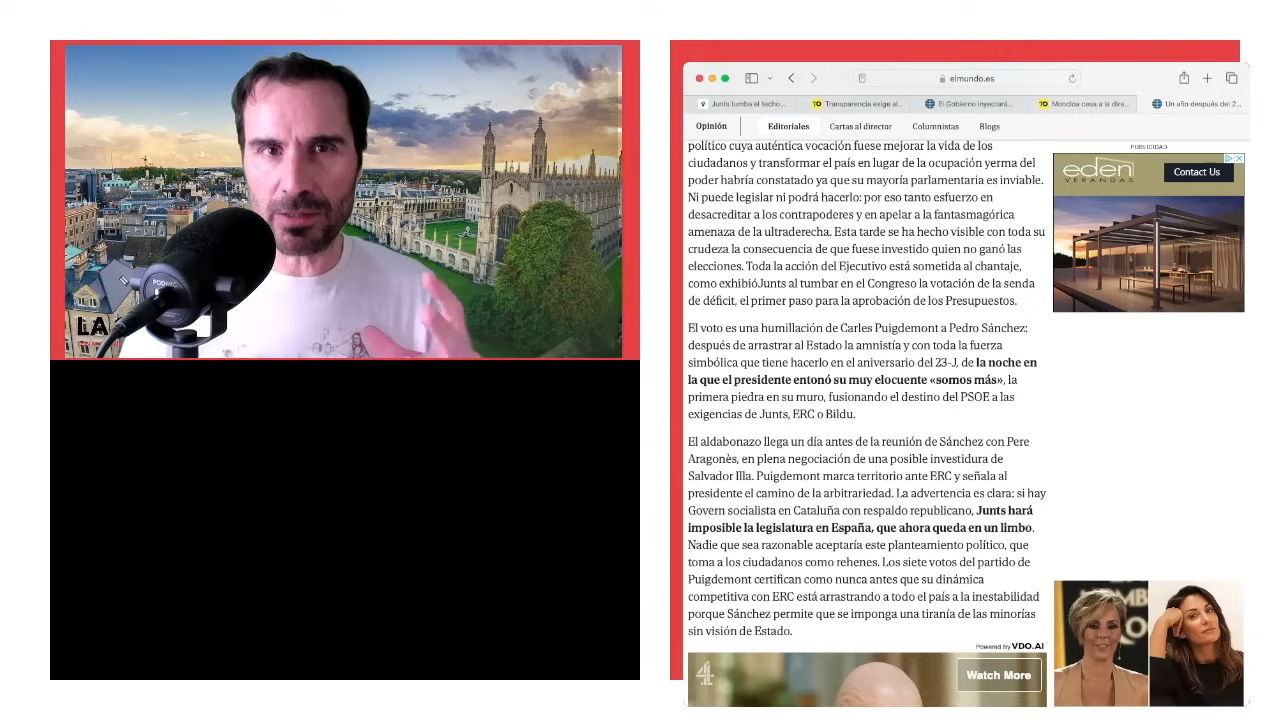 PODMIC
LA
elmundo.es
Junts tumba el techo...
Transparencia exige al...
El Gobierno inyectará...
Moncloa cesa a la dire...
Un año después del 2...
Opinión
Editoriales
Cartas al director
Columnistas
Blogs
político cuya auténtica vocación fuese mejorar la vida de los
ciudadanos y transformar el país en lugar de la ocupación yerma del
poder habría constatado ya que su mayoría parlamentaria es inviable.
Ni puede legislar ni podrá hacerlo: por eso tanto esfuerzo en
desacreditar a los contrapoderes y en apelar a la fantasmagórica
amenaza de la ultraderecha. Esta tarde se ha hecho visible con toda su
crudeza la consecuencia de que fuese investido quien no ganó las
elecciones. Toda la acción del Ejecutivo está sometida al chantaje,
como exhibióJunts al tumbar en el Congreso la votación de la senda
de déficit, el primer paso para la aprobación de los Presupuestos.
El voto es una humillación de Carles Puigdemont a Pedro Sánchez:
después de arrastrar al Estado la amnistía y con toda la fuerza
simbólica que tiene hacerlo en el aniversario del 23-J, de la noche en
la que el presidente entonó su muy elocuente «somos más», la
primera piedra en su muro, fusionando el destino del PSOE a las
exigencias de Junts, ERC o Bildu.
El aldabonazo llega un día antes de la reunión de Sánchez con Pere
Aragonès, en plena negociación de una posible investidura de
Salvador Illa. Puigdemont marca territorio ante ERC y señala al
presidente el camino de la arbitrariedad. La advertencia es clara: si hay
Govern socialista en Cataluña con respaldo republicano, Junts hará
imposible la legislatura en España, que ahora queda en un limbo.
Nadie que sea razonable aceptaría este planteamiento político, que
toma a los ciudadanos como rehenes. Los siete votos del partido de
Puigdemont certifican como nunca antes que su dinámica
competitiva con ERC está arrastrando a todo el país a la inestabilidad
porque Sánchez permite que se imponga una tiranía de las minorías
sin visión de Estado.
Powered By VDO.AI
4
Watch More
PUBLICIDAD
eden
VERANDAS
Contact Us